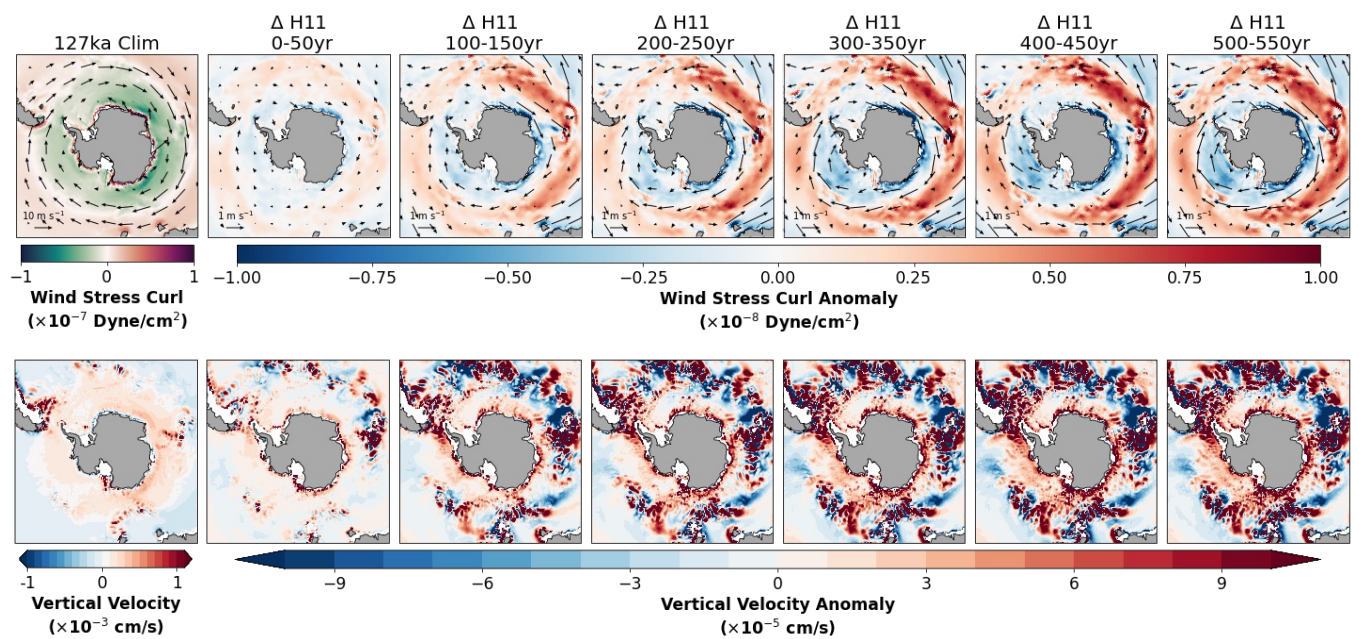 127ka Clim
Δ H11
0-50yr
Δ H11
100-150yr
Δ H11
200-250yr
Δ H11
300-350yr
Δ H11
400-450yr
Δ H11
500-550yr
10 m s⁻¹
1 m s⁻¹
1 m s⁻¹
1 m s⁻¹
1 m s⁻¹
1 m s⁻¹
1 m s⁻¹
−1 0 1
Wind Stress Curl
(×10⁻⁷ Dyne/cm²)
−1.00 −0.75 −0.50 −0.25 0.00 0.25 0.50 0.75 1.00
Wind Stress Curl Anomaly
(×10⁻⁸ Dyne/cm²)
-1 0 1
Vertical Velocity
(×10⁻³ cm/s)
−9 −6 −3 0 3 6 9
Vertical Velocity Anomaly
(×10⁻⁵ cm/s)